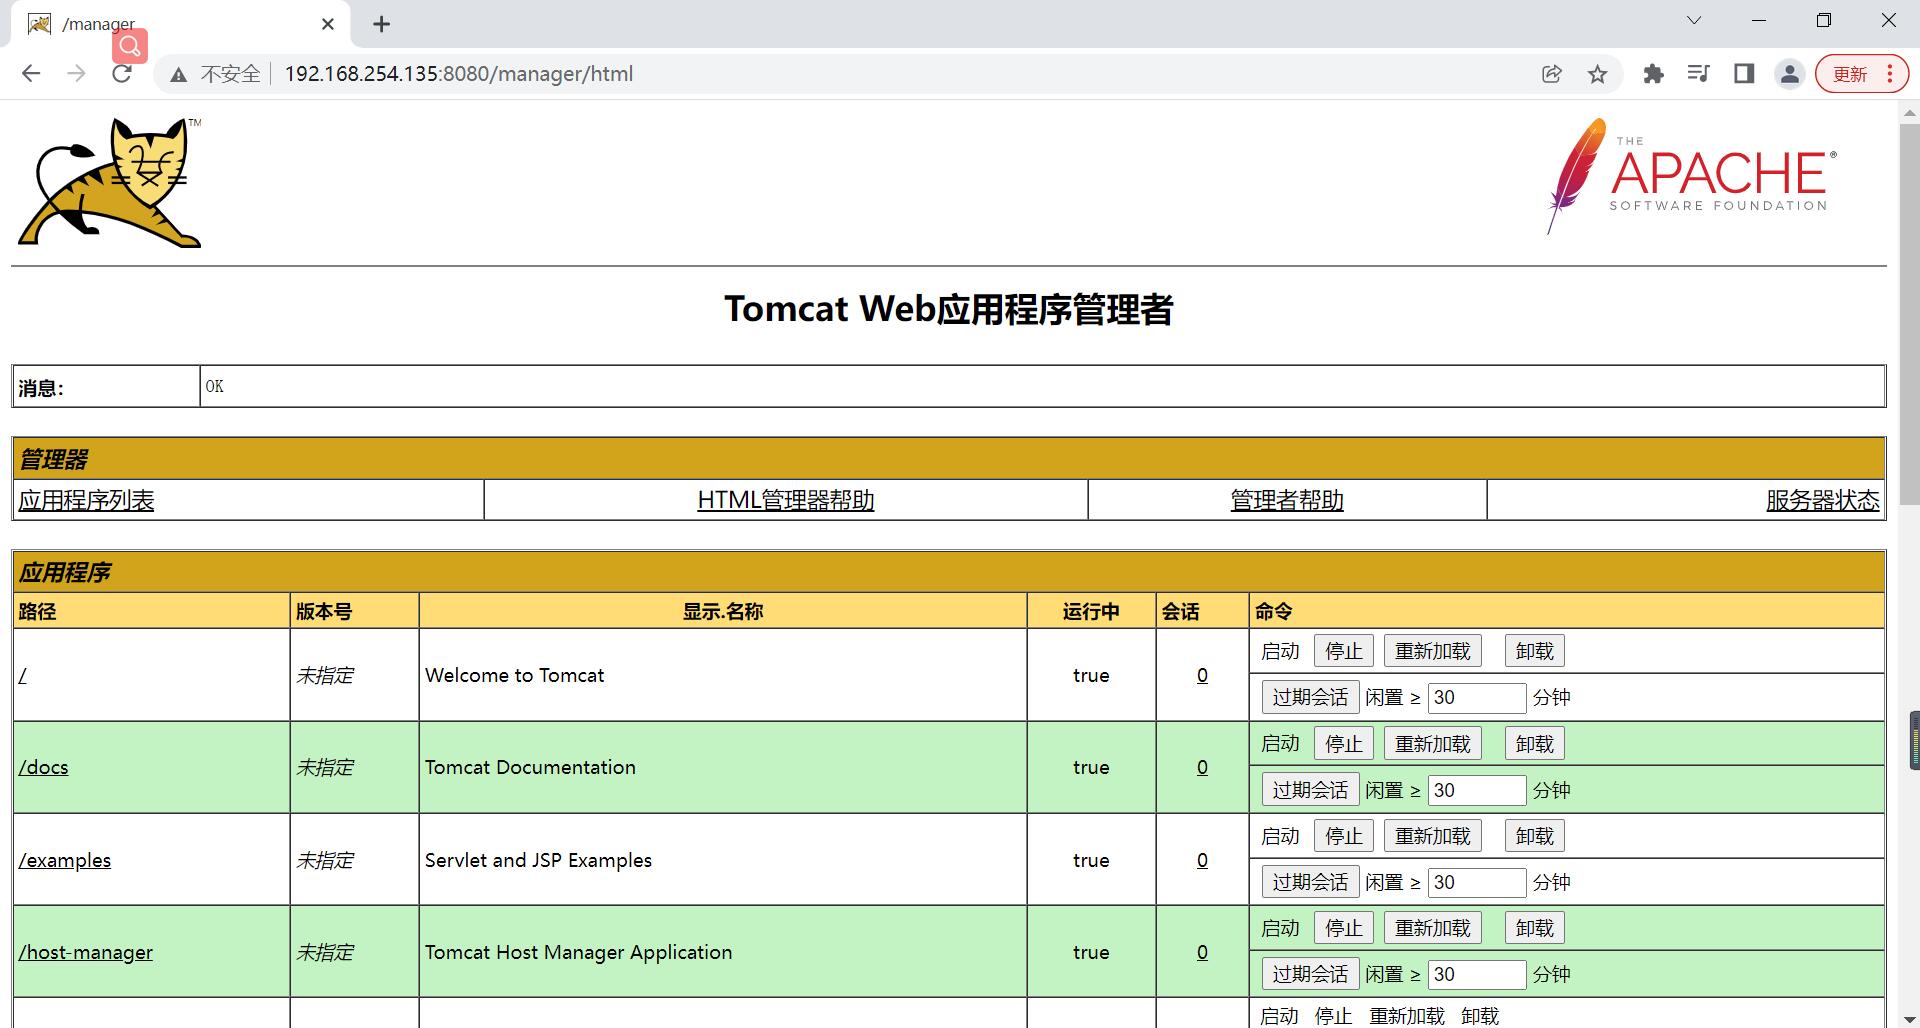 /manager
不安全 192.168.254.135:8080/manager/html 更新
TM
THE
APACHE®
SOFTWARE FOUNDATION
Tomcat Web应用程序管理者
消息: OK
管理器
应用程序列表 HTML管理器帮助 管理者帮助 服务器状态
应用程序
路径 版本号 显示.名称 运行中 会话 命令
/ 未指定 Welcome to Tomcat true 0 启动 停止 重新加载 卸载
过期会话 闲置 ≥ 30 分钟
/docs 未指定 Tomcat Documentation true 0 启动 停止 重新加载 卸载
过期会话 闲置 ≥ 30 分钟
/examples 未指定 Servlet and JSP Examples true 0 启动 停止 重新加载 卸载
过期会话 闲置 ≥ 30 分钟
/host-manager 未指定 Tomcat Host Manager Application true 0 启动 停止 重新加载 卸载
过期会话 闲置 ≥ 30 分钟
启动 停止 重新加载 卸载